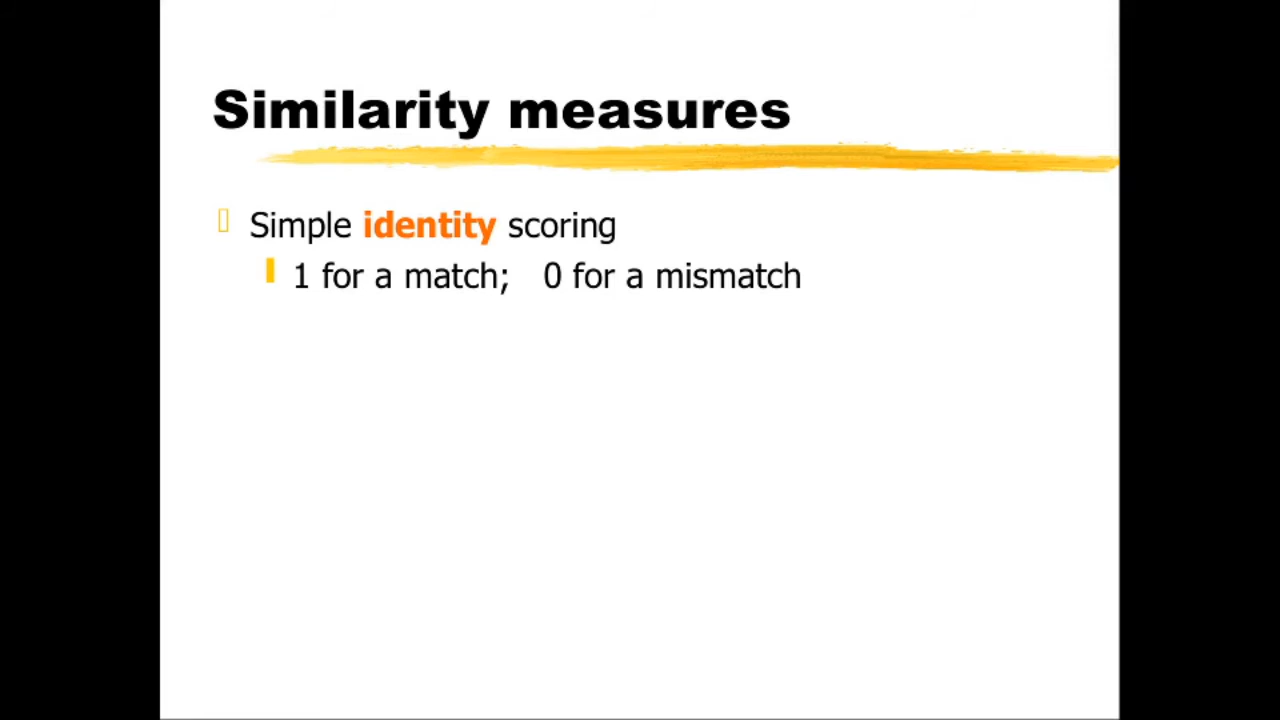 Similarity measures
Simple identity scoring
1 for a match; 0 for a mismatch